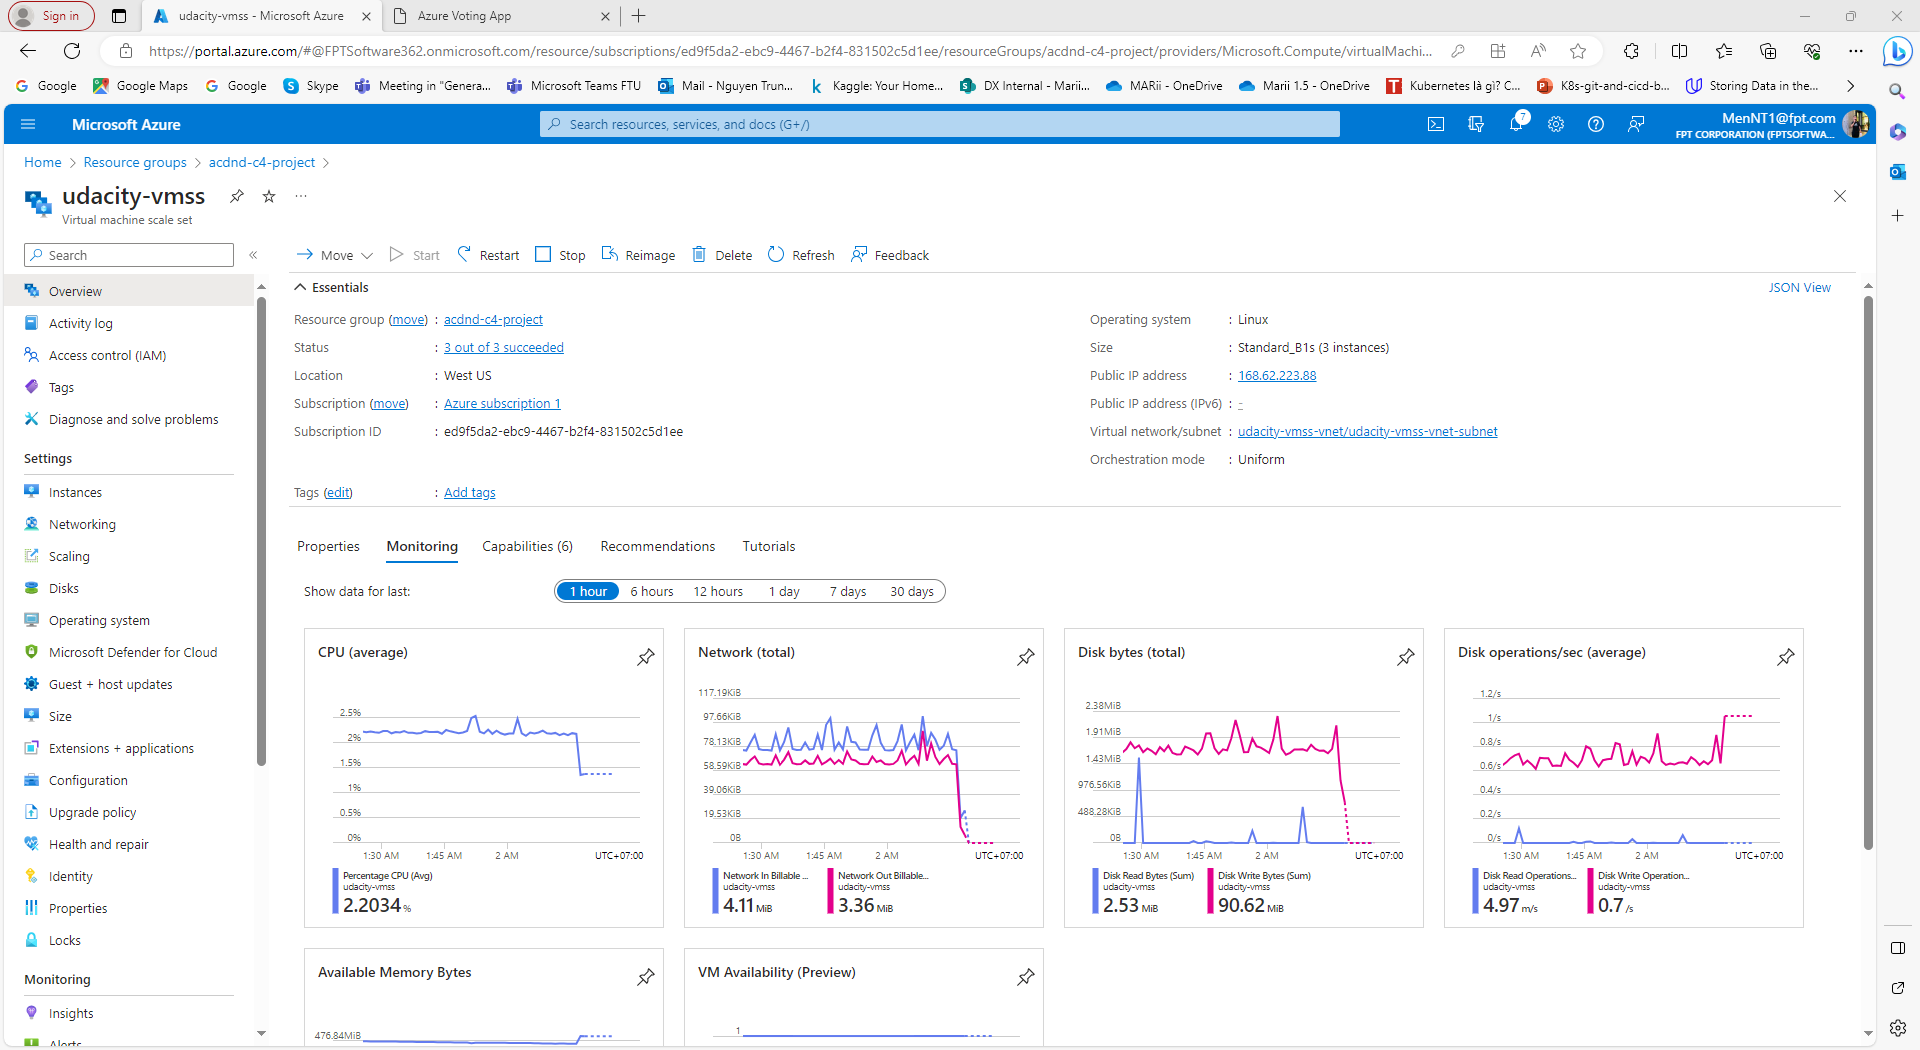 Sign in
udacity-vmss - Microsoft Azure
Azure Voting App
https://portal.azure.com/#@FPTSoftware362.onmicrosoft.com/resource/subscriptions/ed9f5da2-ebc9-4467-b2f4-831502c5d1ee/resourceGroups/acdnd-c4-project/providers/Microsoft.Compute/virtualMachi...
Google
Google Maps
Google
Skype
Meeting in "Genera...
Microsoft Teams FTU
Mail - Nguyen Trun...
Kaggle: Your Home...
DX Internal - Marii...
MARii - OneDrive
Marii 1.5 - OneDrive
Kubernetes là gì? C...
K8s-git-and-cicd-b...
Storing Data in the...
Microsoft Azure
Search resources, services, and docs (G+/)
7
MenNT1@fpt.com
FPT CORPORATION (FPTSOFTWA...
Home > Resource groups > acdnd-c4-project >
udacity-vmss
Virtual machine scale set
Search
Move
Start
Restart
Stop
Reimage
Delete
Refresh
Feedback
Overview
Activity log
Access control (IAM)
Tags
Diagnose and solve problems
Settings
Instances
Networking
Scaling
Disks
Operating system
Microsoft Defender for Cloud
Guest + host updates
Size
Extensions + applications
Configuration
Upgrade policy
Health and repair
Identity
Properties
Locks
Monitoring
Insights
Alerts
Essentials
JSON View
Resource group (move) : acdnd-c4-project
Status : 3 out of 3 succeeded
Location : West US
Subscription (move) : Azure subscription 1
Subscription ID : ed9f5da2-ebc9-4467-b2f4-831502c5d1ee
Operating system : Linux
Size : Standard_B1s (3 instances)
Public IP address : 168.62.223.88
Public IP address (IPv6) : -
Virtual network/subnet : udacity-vmss-vnet/udacity-vmss-vnet-subnet
Orchestration mode : Uniform
Tags (edit) : Add tags
Properties
Monitoring
Capabilities (6)
Recommendations
Tutorials
Show data for last:
1 hour
6 hours
12 hours
1 day
7 days
30 days
CPU (average)
2.5%
2%
1.5%
1%
0.5%
0%
1:30 AM
1:45 AM
2 AM
UTC+07:00
Percentage CPU (Avg)
udacity-vmss
2.2034 %
Network (total)
117.19KiB
97.66KiB
78.13KiB
58.59KiB
39.06KiB
19.53KiB
0B
1:30 AM
1:45 AM
2 AM
UTC+07:00
Network In Billable ...
udacity-vmss
4.11 MiB
Network Out Billable...
udacity-vmss
3.36 MiB
Disk bytes (total)
2.38MiB
1.91MiB
1.43MiB
976.56KiB
488.28KiB
0B
1:30 AM
1:45 AM
2 AM
UTC+07:00
Disk Read Bytes (Sum)
udacity-vmss
2.53 MiB
Disk Write Bytes (Sum)
udacity-vmss
90.62 MiB
Disk operations/sec (average)
1.2/s
1/s
0.8/s
0.6/s
0.4/s
0.2/s
0/s
1:30 AM
1:45 AM
2 AM
UTC+07:00
Disk Read Operations...
udacity-vmss
4.97 m/s
Disk Write Operation...
udacity-vmss
0.7 /s
Available Memory Bytes
476.84MiB
VM Availability (Preview)
1